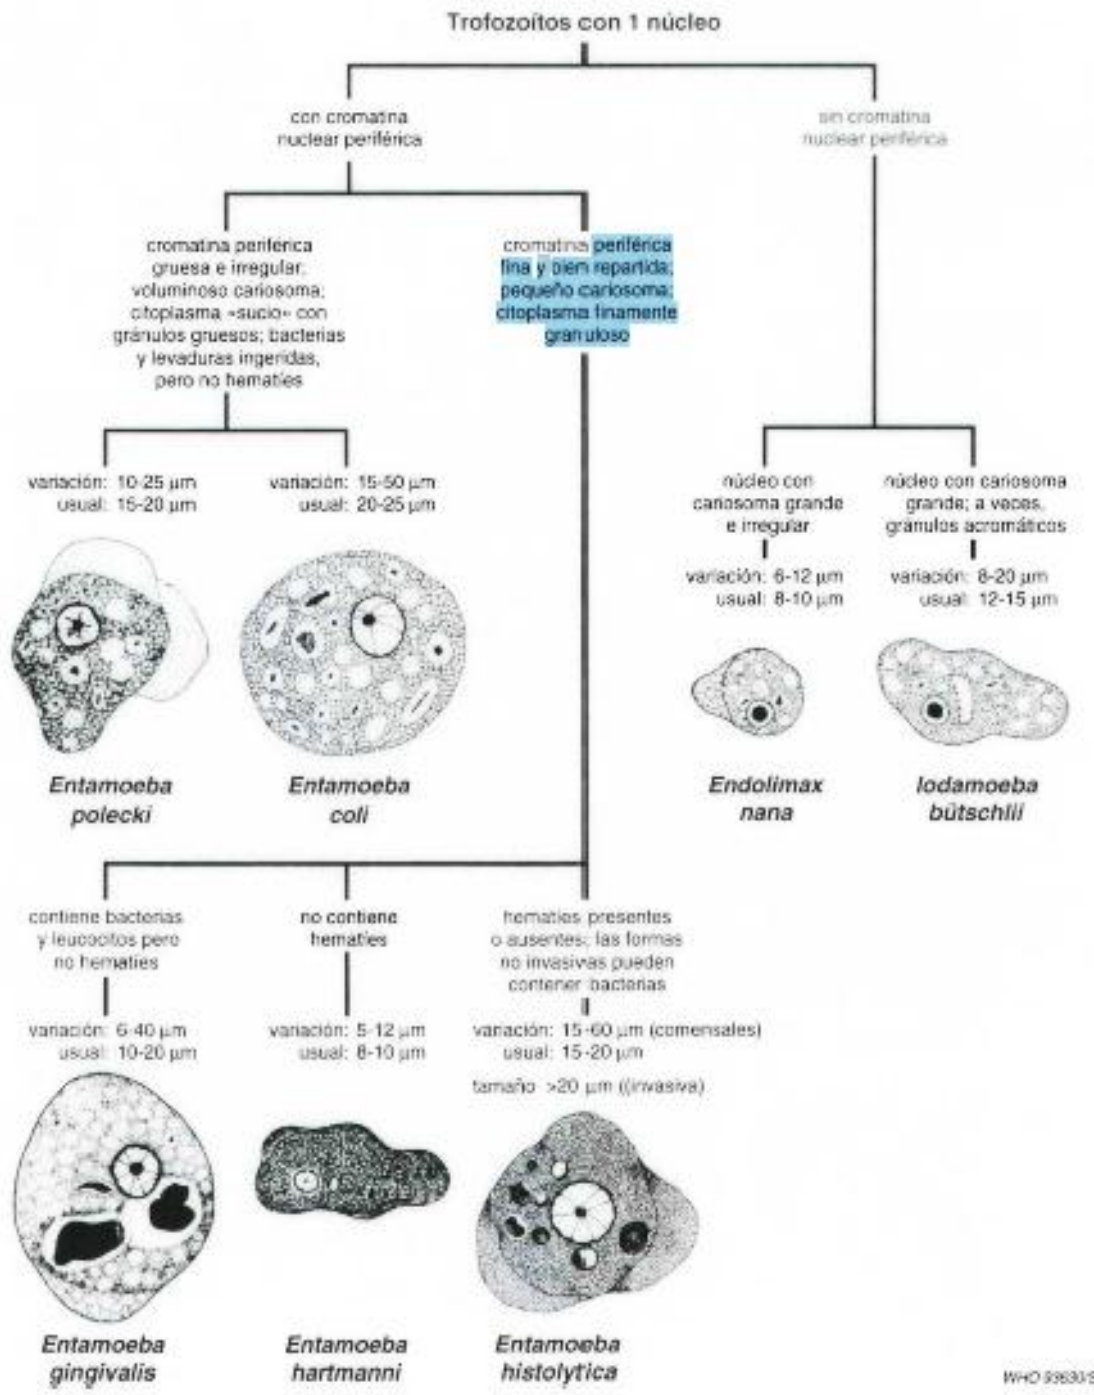 Trofozoítos con 1 núcleo
con cromatina
nuclear periférica
sin cromatina
nuclear periférica
cromatina periférica
gruesa e irregular;
voluminoso cariosoma;
citoplasma «sucio» con
gránulos gruesos; bacterias
y levaduras ingeridas,
pero no hematíes
cromatina periférica
fina y biem repartida;
pequeño cariosoma;
citoplasma finamente
granuloso
variación: 10-25 µm
usual: 15-20 µm
variación: 15-50 µm
usual: 20-25 µm
núcleo con
cariosoma grande
e irregular
núcleo con cariosoma
grande; a veces,
gránulos acromáticos
variación: 6-12 µm
usual: 8-10 µm
variación: 8-20 µm
usual: 12-15 µm
Entamoeba
polecki
Entamoeba
coli
Endolimax
nana
Iodamoeba
bütschlii
contiene bacterias
y leucocitos pero
no hematíes
no contiene
hematíes
hematíes presentes
o ausentes; las formas
no invasivas pueden
contener bacterias
variación: 6-40 µm
usual: 10-20 µm
variación: 5-12 µm
usual: 8-10 µm
variación: 15-60 µm (comensales)
usual: 15-20 µm
tamaño >20 µm ((invasiva)
Entamoeba
gingivalis
Entamoeba
hartmanni
Entamoeba
histolytica
WHO